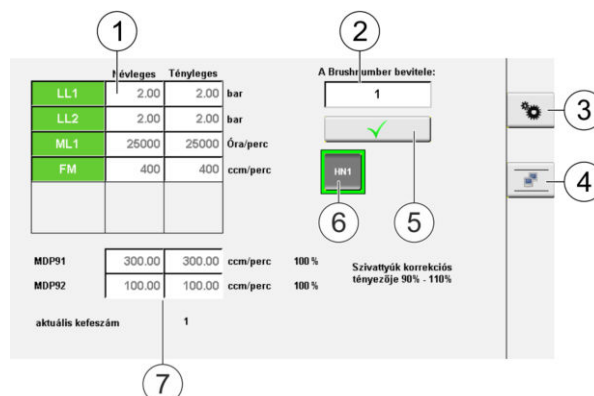 1
2
Névleges Tényleges
A Brushnumber bevitele:
LL1 2.00 2.00 bar
1
LL2 2.00 2.00 bar
3
ML1 25000 25000 Óra/perc
FM 400 400 ccm/perc
HN1
4
6
5
MDP91 300.00 300.00 ccm/perc 100 %
Szivattyúk korrekciós
MDP92 100.00 100.00 ccm/perc 100 %
tényezője 90% - 110%
aktuális kefeszám 1
7